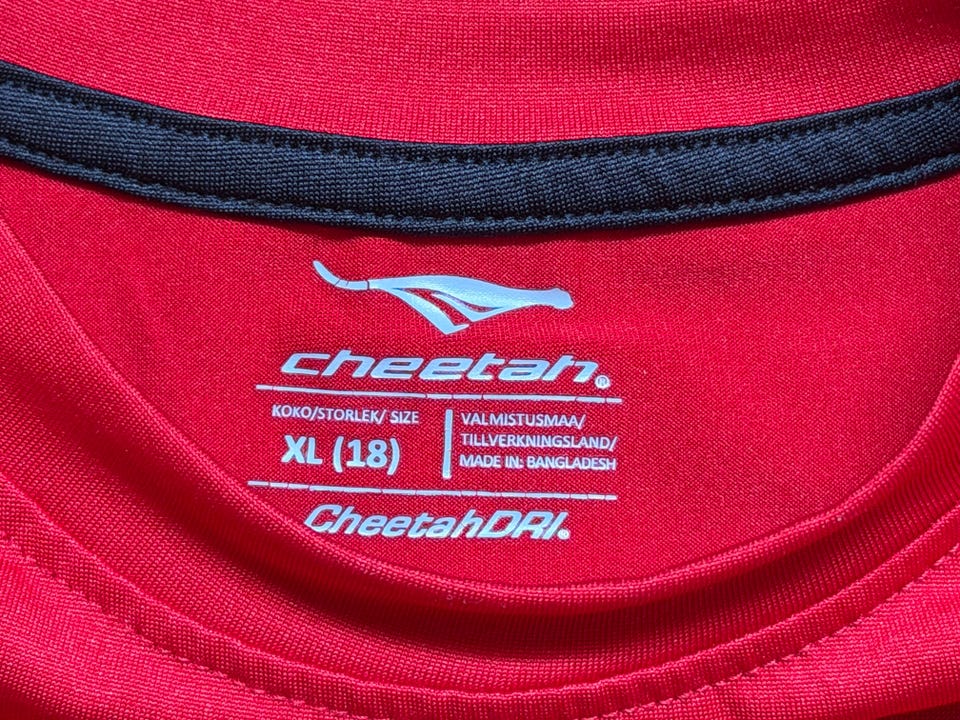 cheetah®
KOKO/STORLEK/ SIZE
XL (18)
VALMISTUSMAA/
TILLVERKNINGSLAND/
MADE IN: BANGLADESH
CheetahDRI.